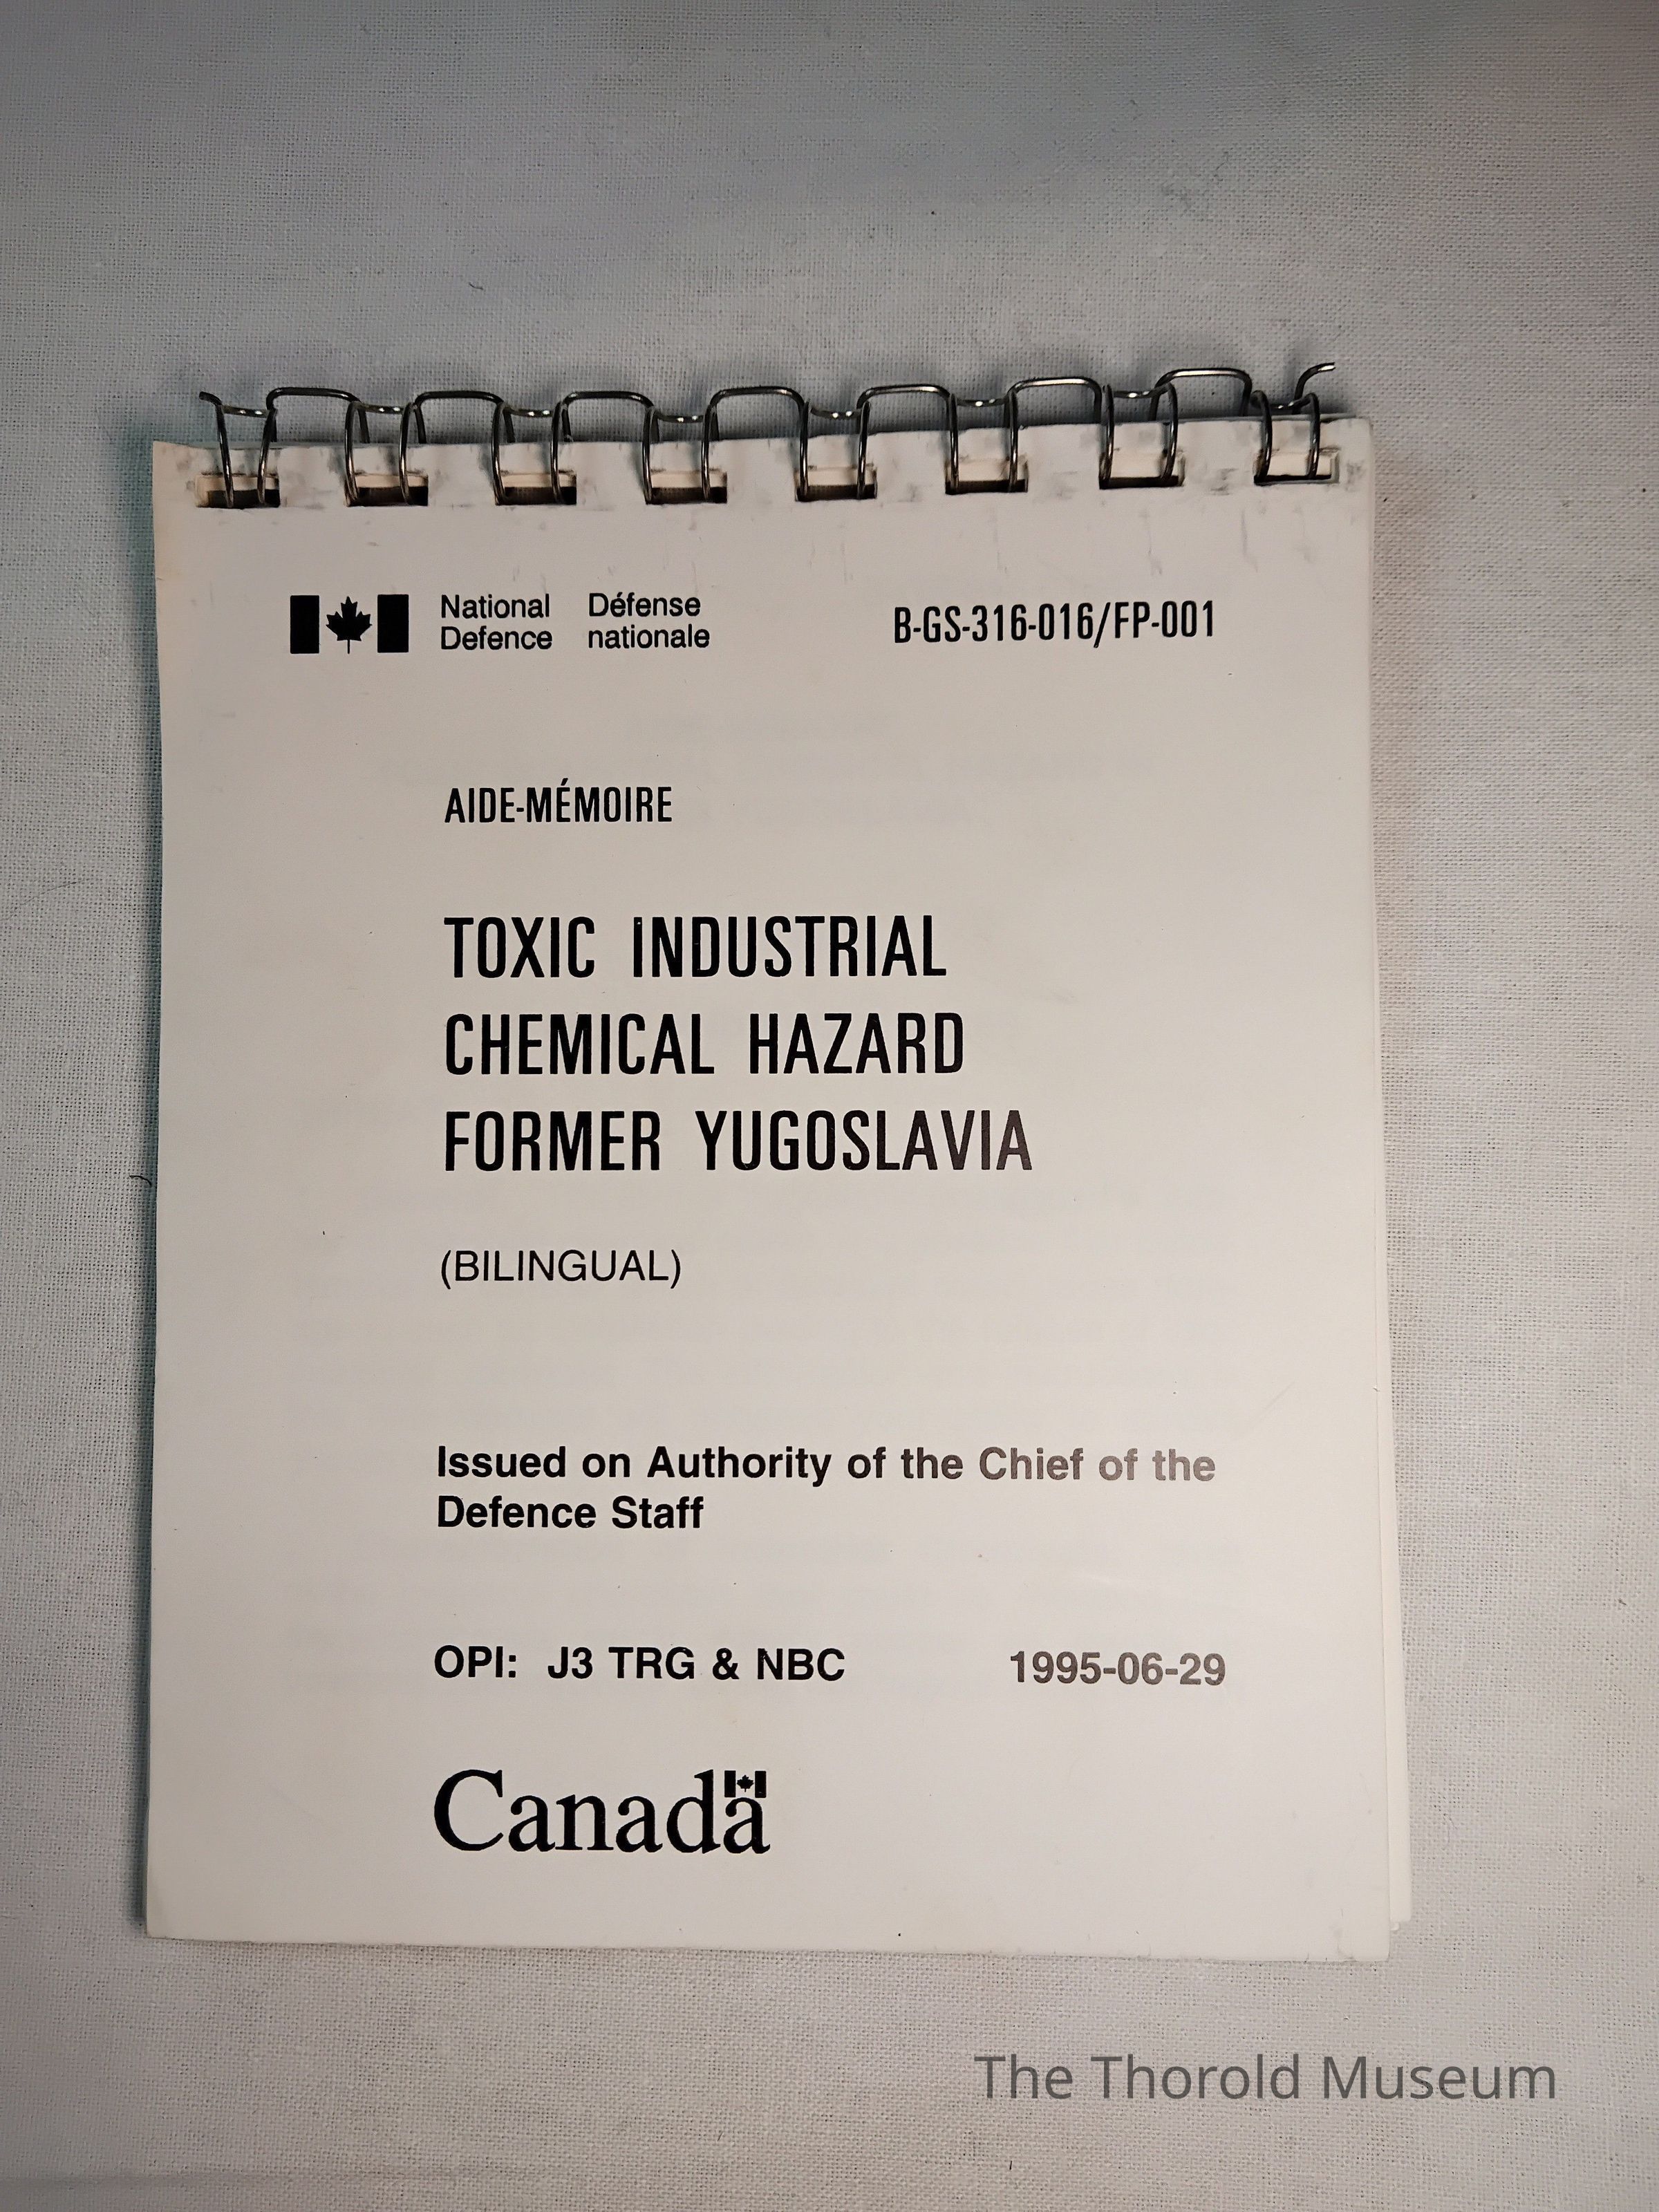 National Défense
Defence nationale
B-GS-316-016/FP-001
AIDE-MÉMOIRE
TOXIC INDUSTRIAL
CHEMICAL HAZARD
FORMER YUGOSLAVIA
(BILINGUAL)
Issued on Authority of the Chief of the
Defence Staff
OPI: J3 TRG & NBC 1995-06-29
Canada
The Thorold Museum